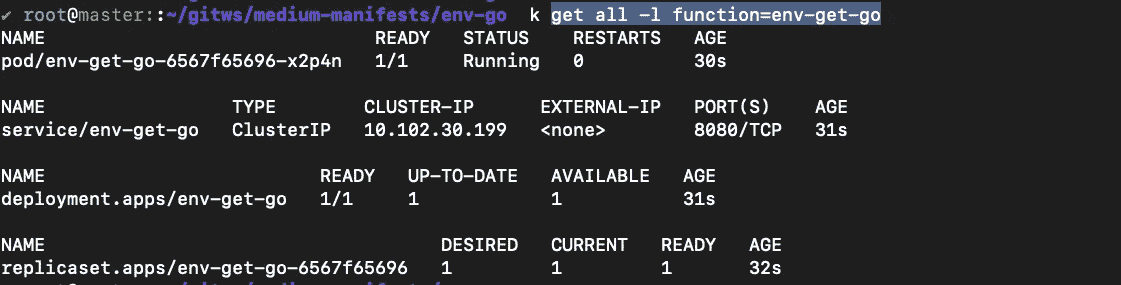 ✔ root@master::~/gitws/medium-manifests/env-go  k get all -l function=env-get-go
NAME                              READY   STATUS    RESTARTS   AGE
pod/env-get-go-6567f65696-x2p4n   1/1     Running   0          30s
NAME                 TYPE        CLUSTER-IP      EXTERNAL-IP   PORT(S)    AGE
service/env-get-go   ClusterIP   10.102.30.199   <none>        8080/TCP   31s
NAME                         READY   UP-TO-DATE   AVAILABLE   AGE
deployment.apps/env-get-go   1/1     1            1           31s
NAME                                    DESIRED   CURRENT   READY   AGE
replicaset.apps/env-get-go-6567f65696   1         1         1       32s